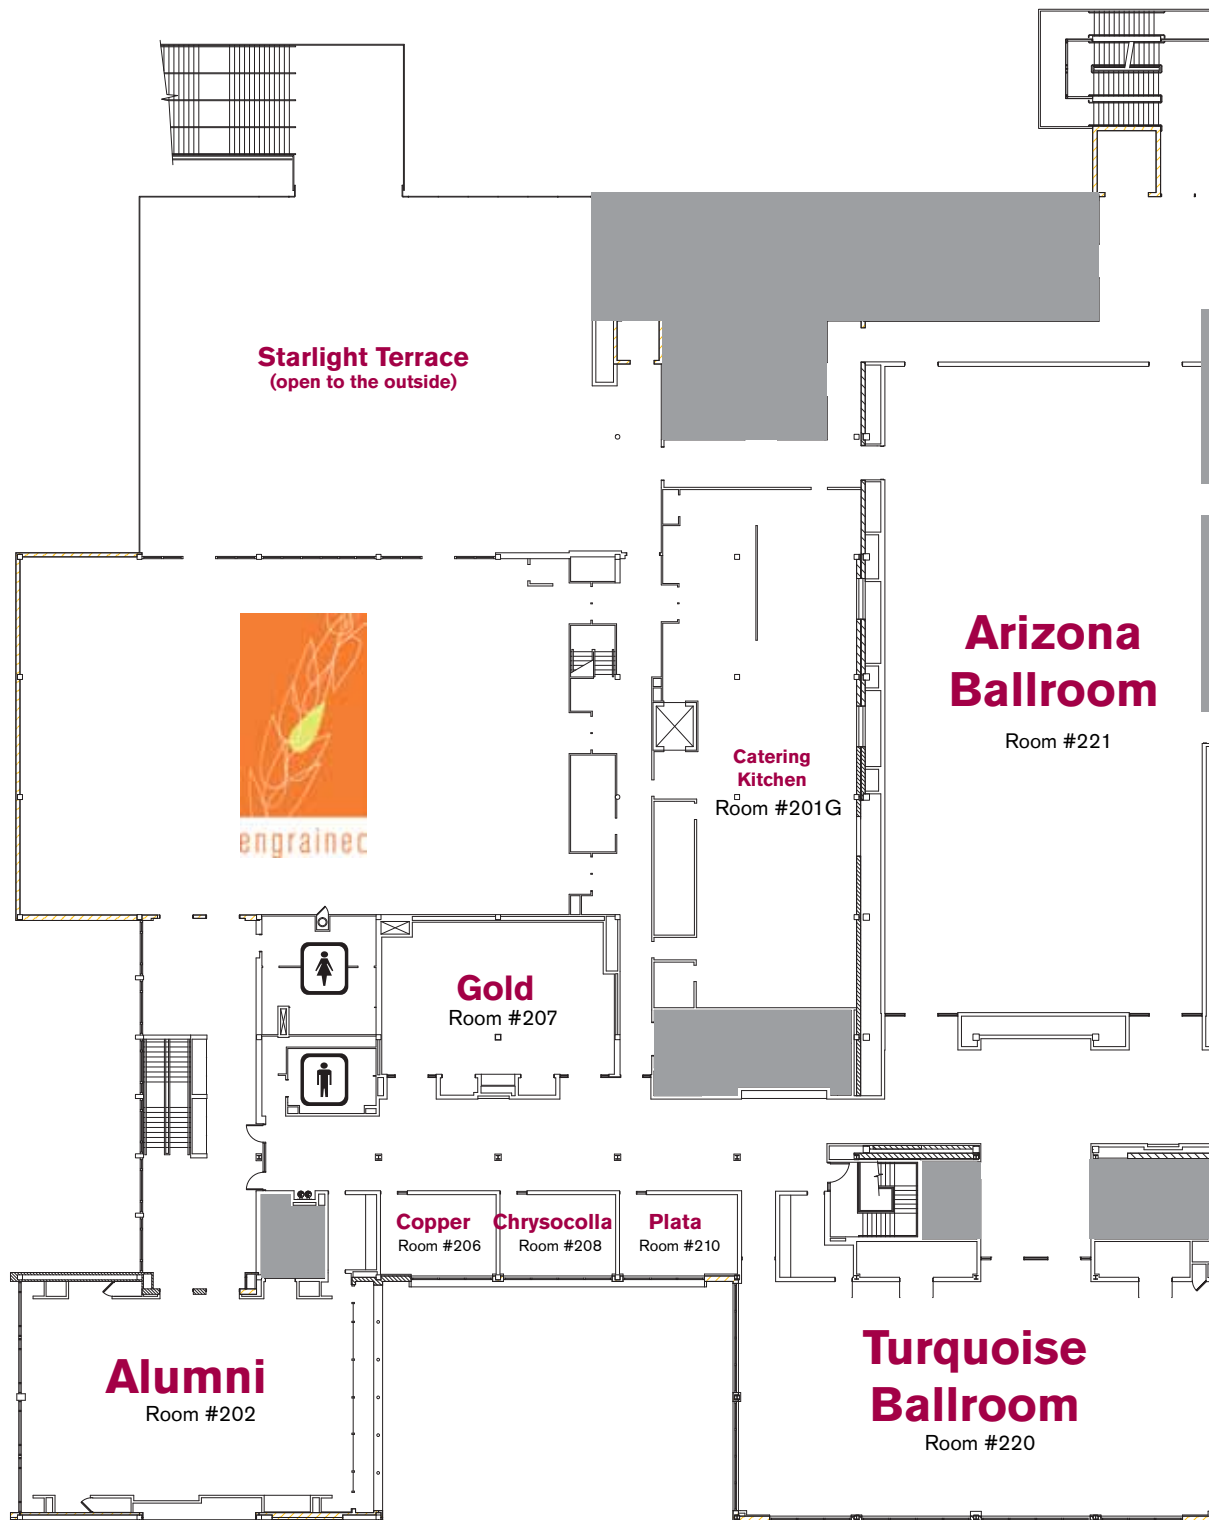 Starlight Terrace
(open to the outside)
engrained
Arizona
Ballroom
Room #221
Catering
Kitchen
Room #201G
Gold
Room #207
Copper
Room #206
Chrysocolla
Room #208
Plata
Room #210
Alumni
Room #202
Turquoise
Ballroom
Room #220